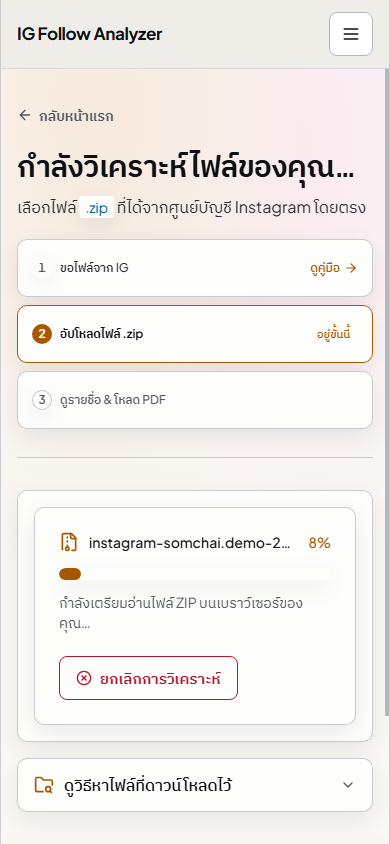 IG Follow Analyzer
← กลับหน้าแรก
กำลังวิเคราะห์ไฟล์ของคุณ...
เลือกไฟล์ .zip ที่ได้จากศูนย์บัญชี Instagram โดยตรง
1 ขอไฟล์จาก IG ดูคู่มือ →
2 อัปโหลดไฟล์ .zip อยู่ขั้นนี้
3 ดูรายชื่อ & โหลด PDF
instagram-somchai.demo-2... 8%
กำลังเตรียมอ่านไฟล์ ZIP บนเบราว์เซอร์ของ
คุณ...
ยกเลิกการวิเคราะห์
ดูวิธีหาไฟล์ที่ดาวน์โหลดไว้